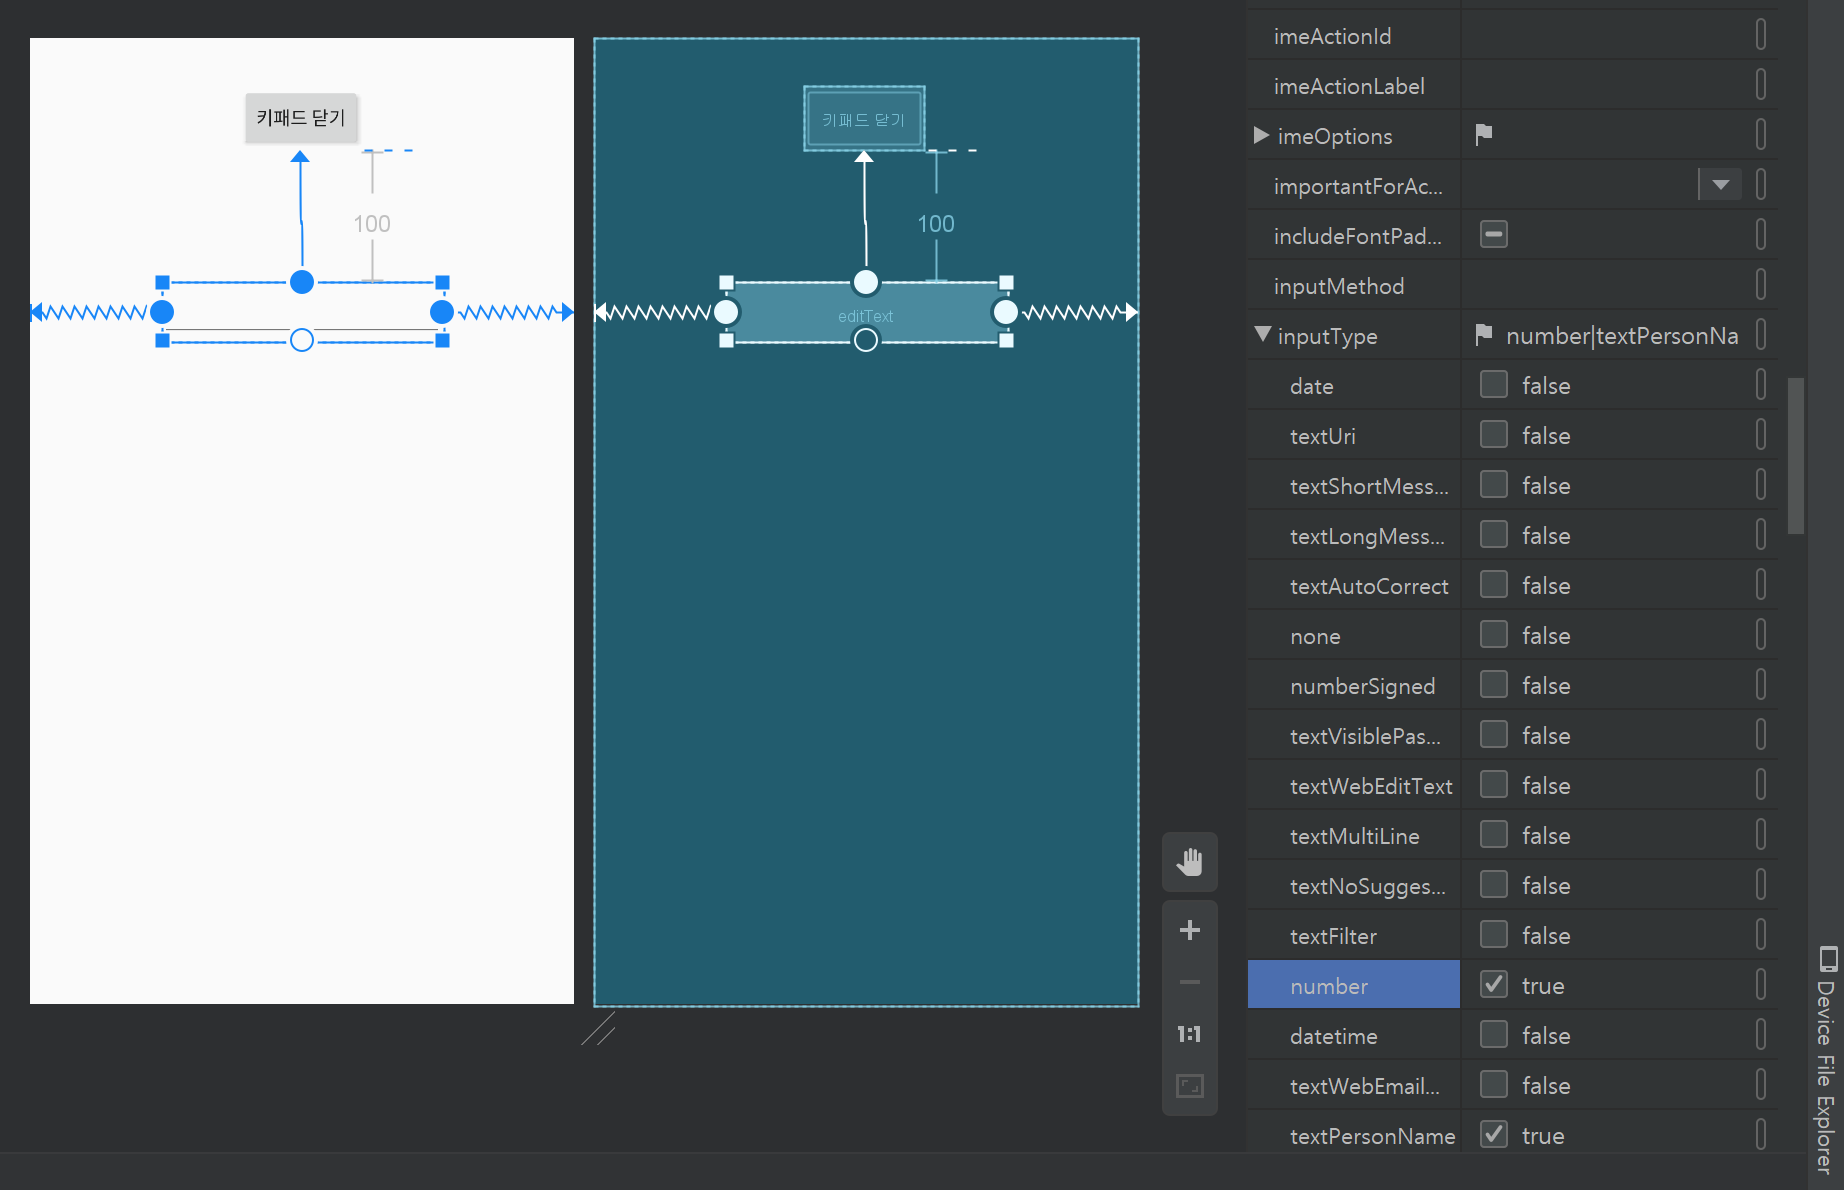 키패드 닫기
100
키패드 닫기
100
editText
imeActionId
imeActionLabel
imeOptions
importantForAc...
includeFontPad...
inputMethod
inputType number|textPersonNa
date false
textUri false
textShortMess... false
textLongMess... false
textAutoCorrect false
none false
numberSigned false
textVisiblePas... false
textWebEditText false
textMultiLine false
textNoSugges... false
textFilter false
number true
datetime false
textWebEmail... false
textPersonName true
1:1
Device File Explorer